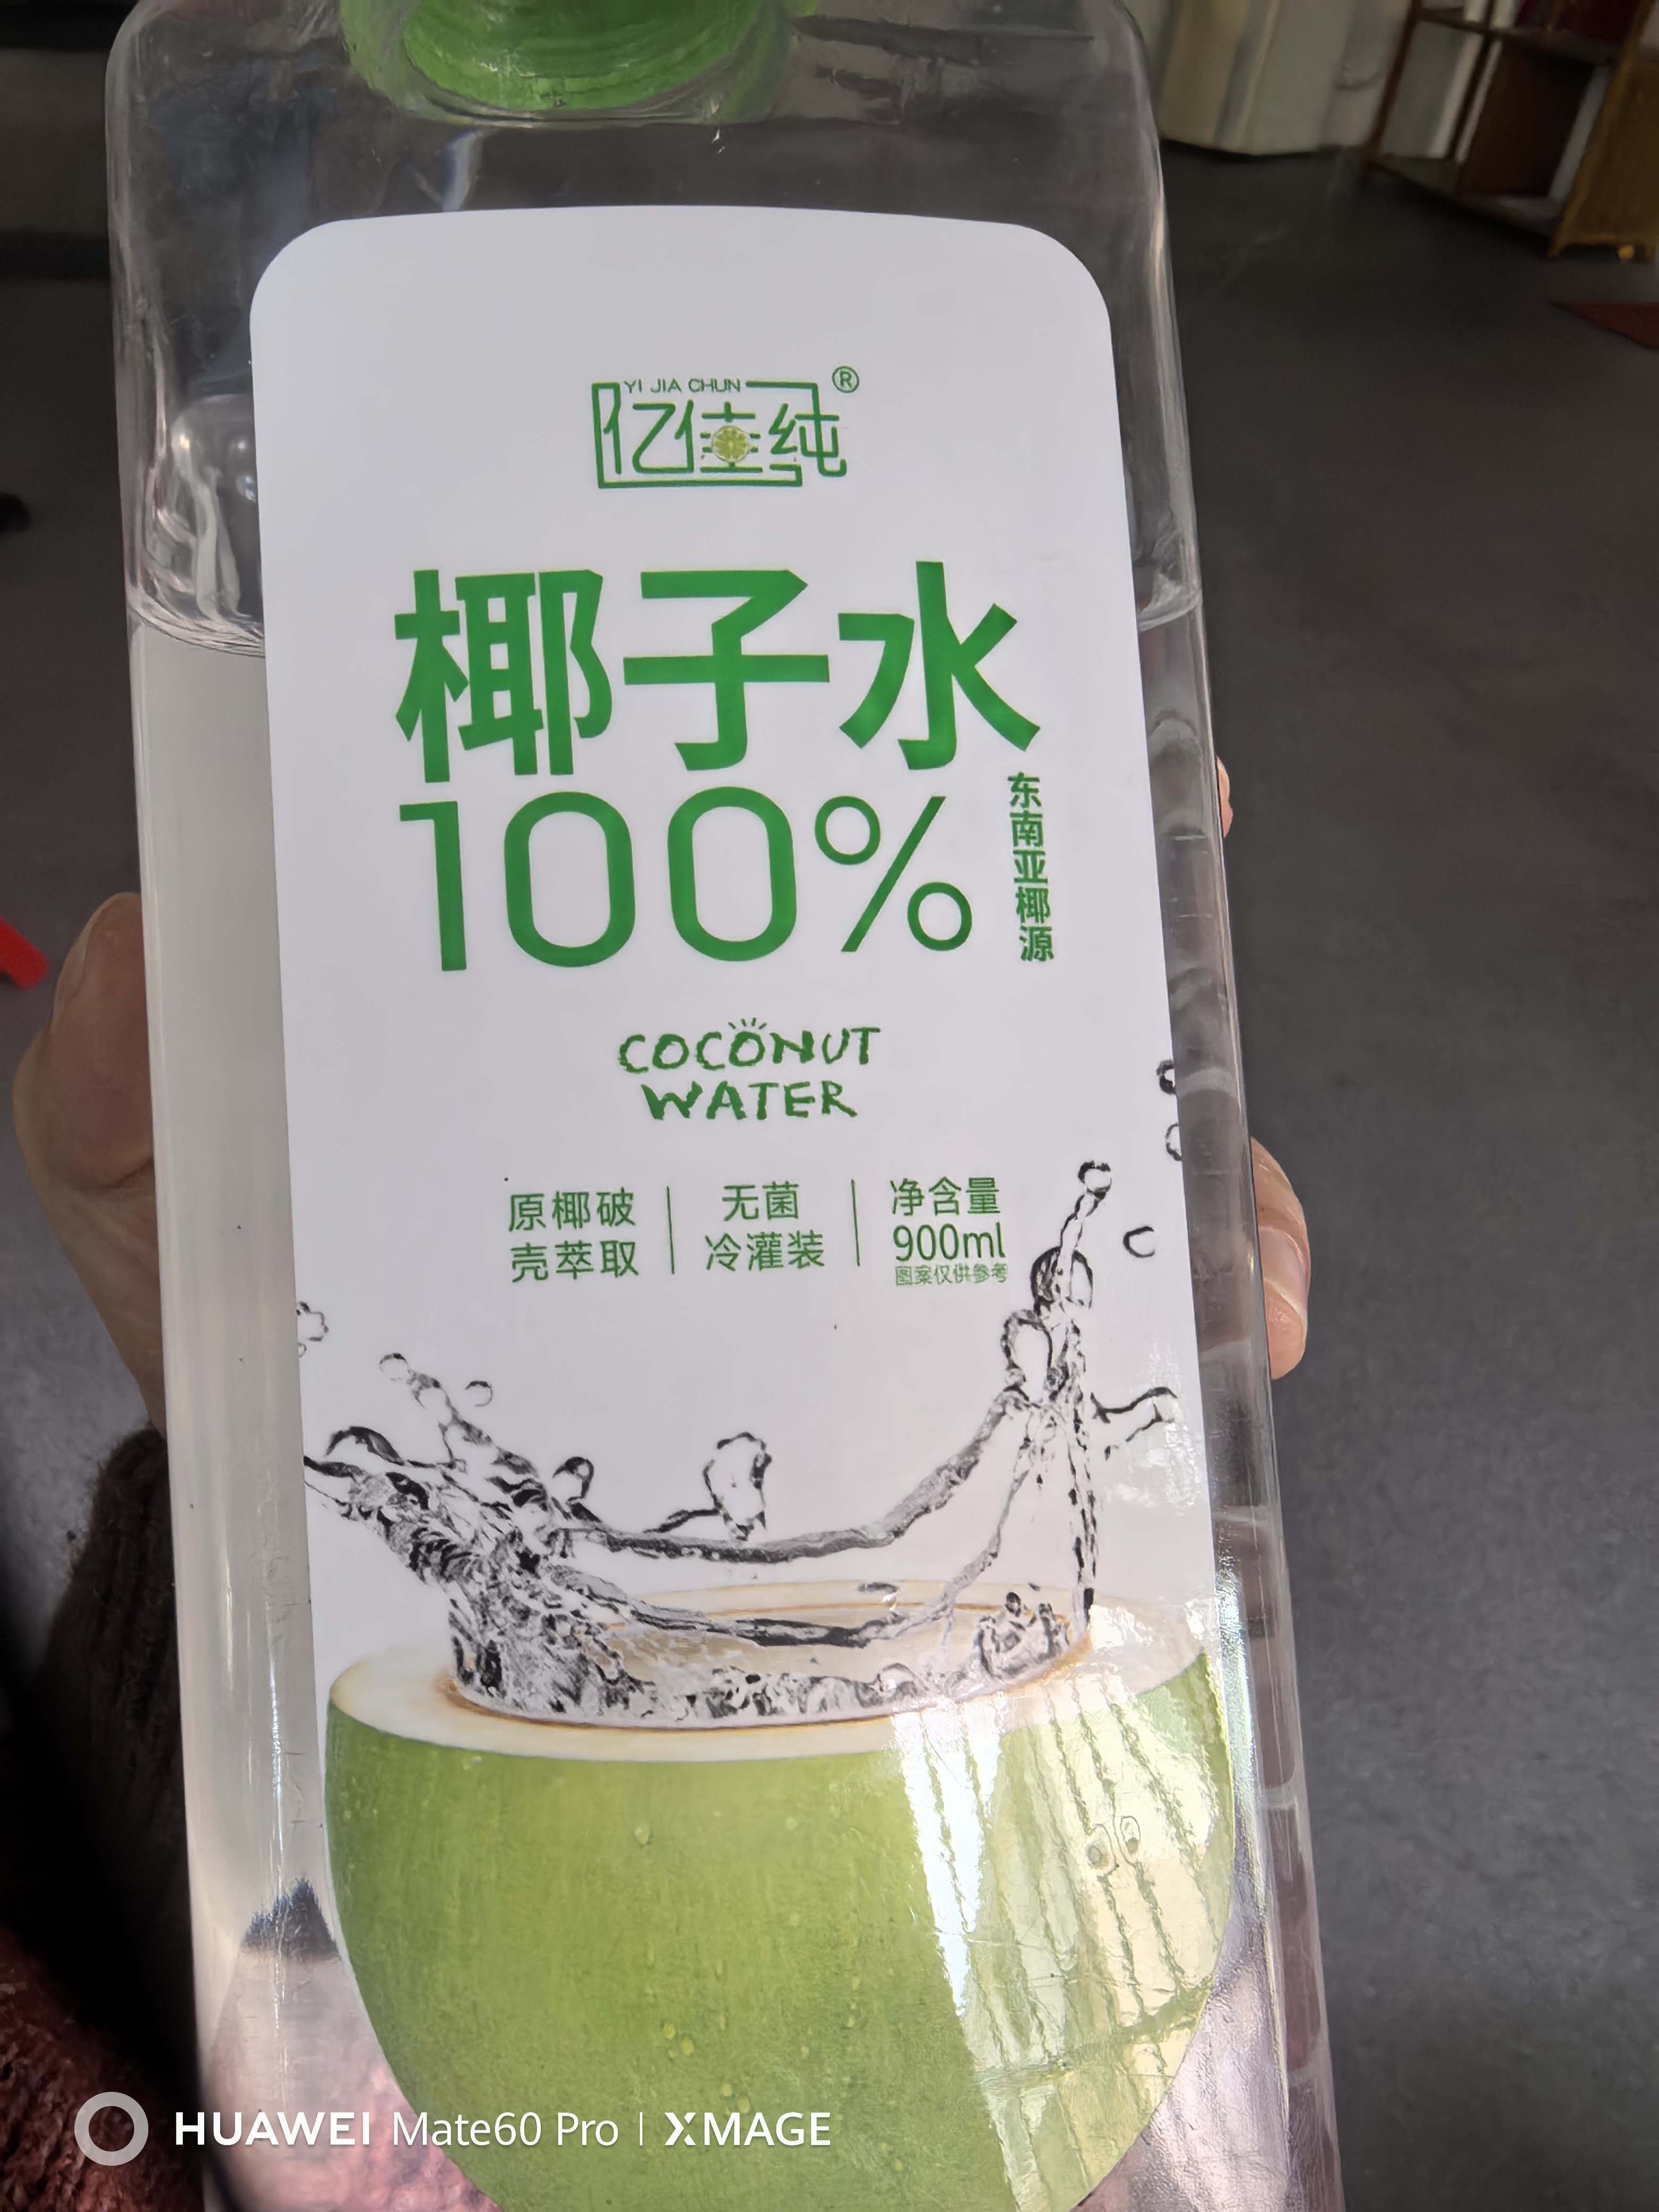 YI JIA CHUN
亿佳纯®
椰子水
100%
东南亚椰源
COCONUT
WATER
原椰破
壳萃取
无菌
冷灌装
净含量
900ml
图案仅供参考
HUAWEI Mate60 Pro | XMAGE